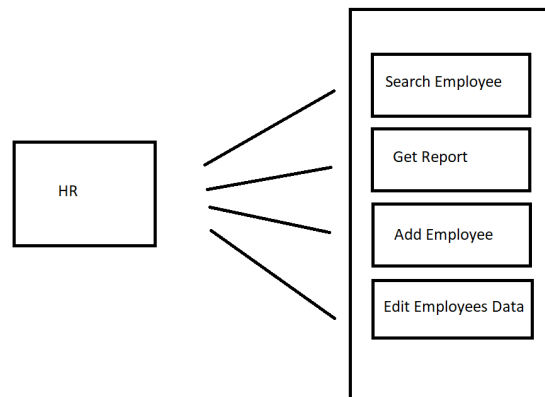 Search Employee
Get Report
HR
Add Employee
Edit Employees Data